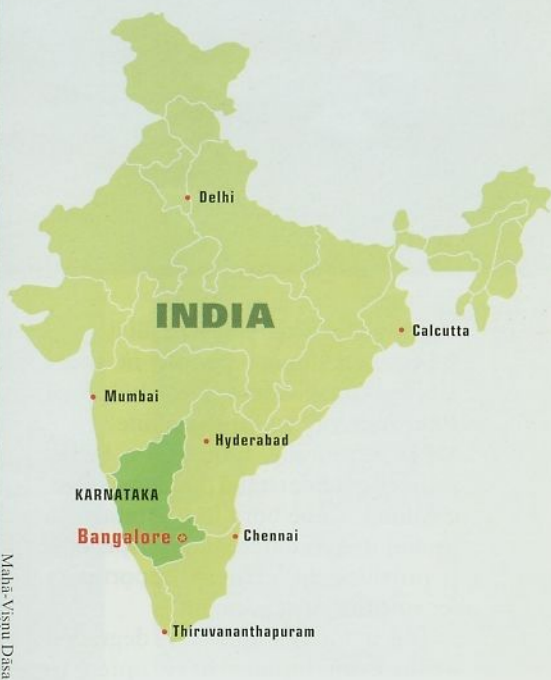 Delhi
INDIA
Calcutta
Mumbai
Hyderabad
KARNATAKA
Bangalore
Chennai
Thiruvananthapuram
Mahā-Viṣṇu Dāsa